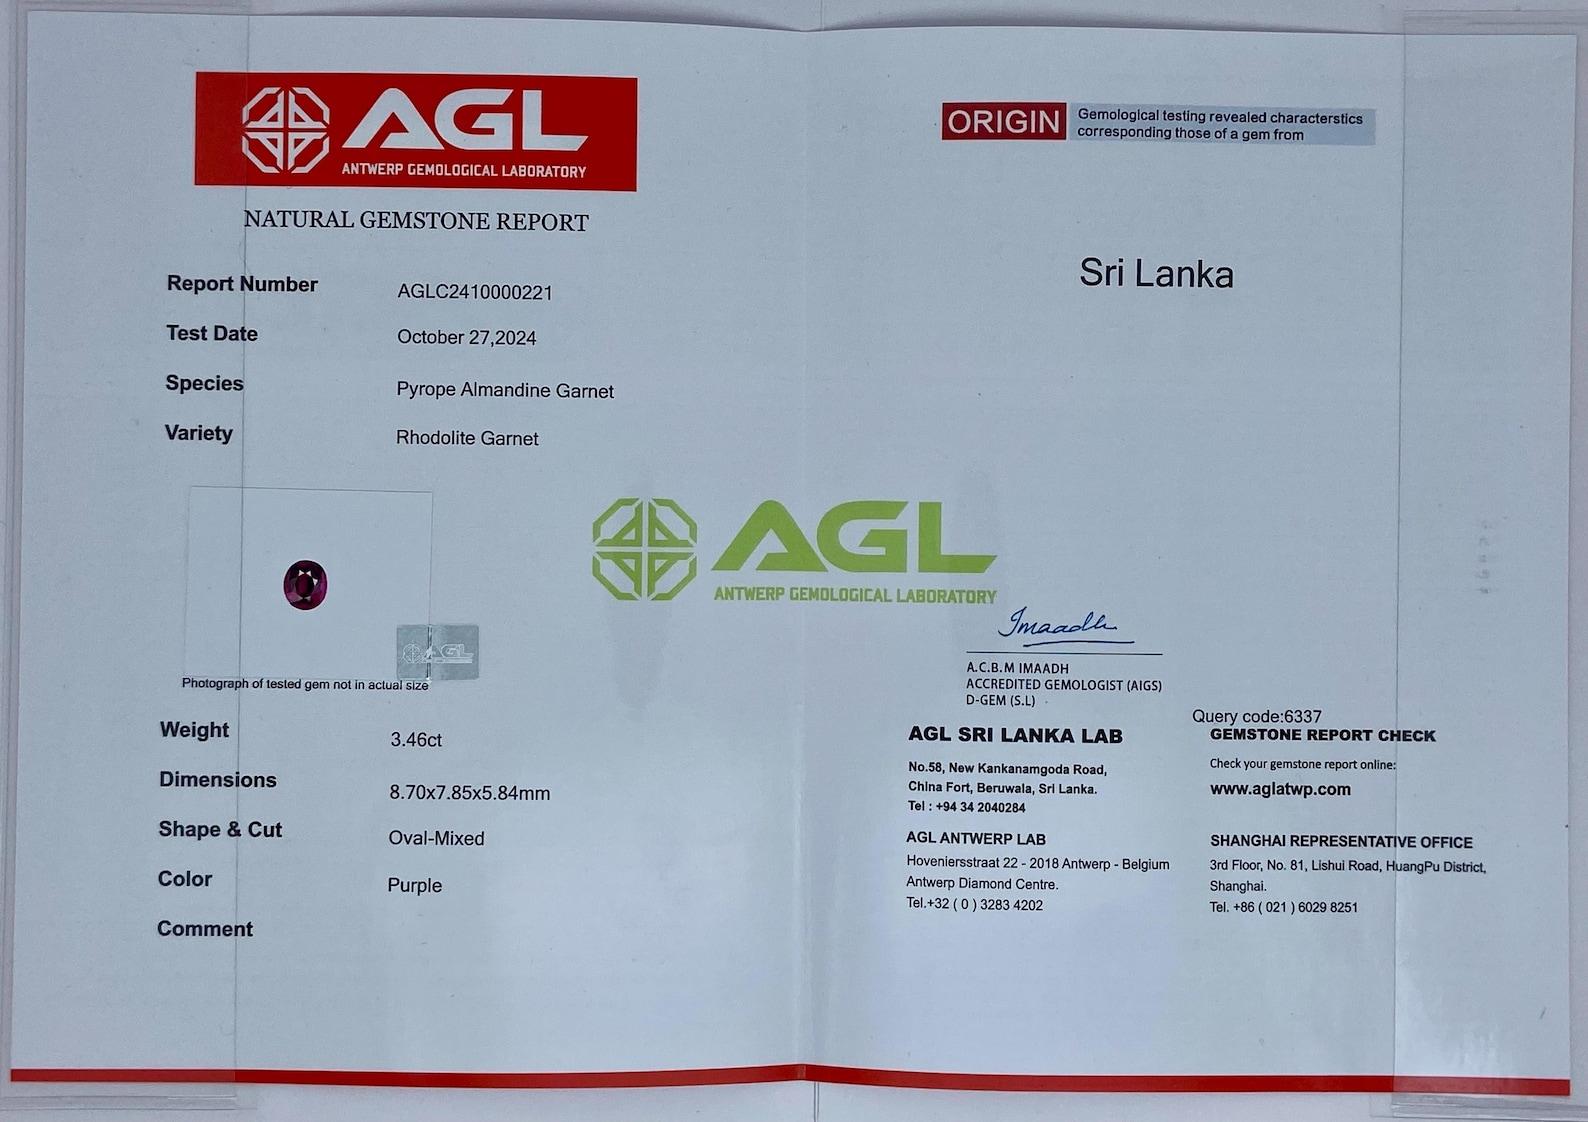 AGL
ANTWERP GEMOLOGICAL LABORATORY
NATURAL GEMSTONE REPORT
Report Number AGLC2410000221
Test Date October 27,2024
Species Pyrope Almandine Garnet
Variety Rhodolite Garnet
AGL
Photograph of tested gem not in actual size
Weight 3.46ct
Dimensions 8.70x7.85x5.84mm
Shape & Cut Oval-Mixed
Color Purple
Comment
AGL
ANTWERP GEMOLOGICAL LABORATORY
ORIGIN
Gemological testing revealed characterstics
corresponding those of a gem from
Sri Lanka
Imaadh
A.C.B.M IMAADH
ACCREDITED GEMOLOGIST (AIGS)
D-GEM (S.L)
AGL SRI LANKA LAB
No.58, New Kankanamgoda Road,
China Fort, Beruwala, Sri Lanka.
Tel : +94 34 2040284
AGL ANTWERP LAB
Hoveniersstraat 22 - 2018 Antwerp - Belgium
Antwerp Diamond Centre.
Tel.+32 ( 0 ) 3283 4202
Query code:6337
GEMSTONE REPORT CHECK
Check your gemstone report online:
www.aglatwp.com
SHANGHAI REPRESENTATIVE OFFICE
3rd Floor, No. 81, Lishui Road, HuangPu District,
Shanghai.
Tel. +86 ( 021 ) 6029 8251